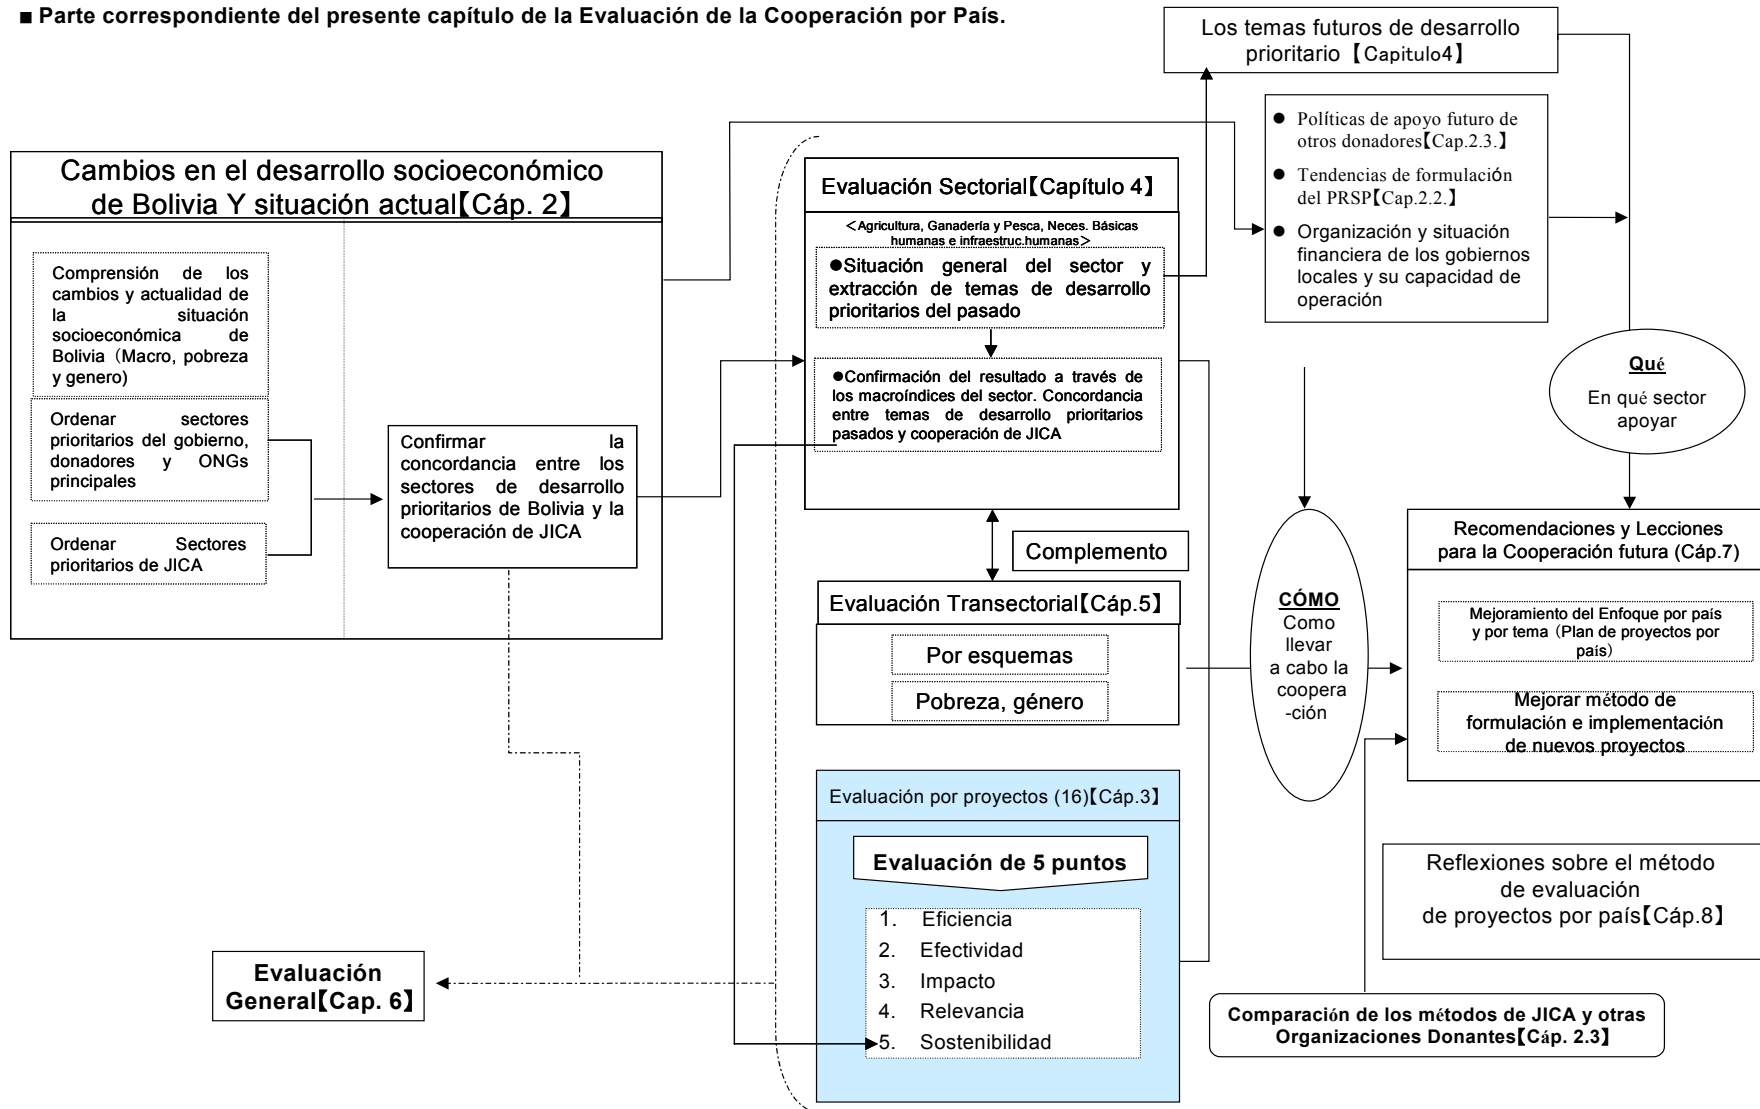 ■ Parte correspondiente del presente capítulo de la Evaluación de la Cooperación por País.
Los temas futuros de desarrollo
prioritario【Capitulo4】
● Políticas de apoyo futuro de
otros donadores【Cap.2.3.】
● Tendencias de formulación
del PRSP【Cap.2.2.】
● Organización y situación
financiera de los gobiernos
locales y su capacidad de
operación
Cambios en el desarrollo socioeconómico
de Bolivia Y situación actual【Cáp. 2】
Comprensión de los
cambios y actualidad de
la situación
socioeconómica de
Bolivia (Macro, pobreza
y genero)
Ordenar sectores
prioritarios del gobierno,
donadores y ONGs
principales
Ordenar Sectores
prioritarios de JICA
Confirmar la
concordancia entre los
sectores de desarrollo
prioritarios de Bolivia y la
cooperación de JICA
Evaluación Sectorial【Capítulo 4】
<Agricultura, Ganadería y Pesca, Neces. Básicas
humanas e infraestruc.humanas>
●Situación general del sector y
extracción de temas de desarrollo
prioritarios del pasado
●Confirmación del resultado a través de
los macroíndices del sector. Concordancia
entre temas de desarrollo prioritarios
pasados y cooperación de JICA
Complemento
Evaluación Transectorial【Cáp.5】
Por esquemas
Pobreza, género
Evaluación por proyectos (16)【Cáp.3】
Evaluación de 5 puntos
1. Eficiencia
2. Efectividad
3. Impacto
4. Relevancia
5. Sostenibilidad
Evaluación
General【Cap. 6】
Qué
En qué sector
apoyar
CÓMO
Como
llevar
a cabo la
coopera
-ción
Recomendaciones y Lecciones
para la Cooperación futura (Cáp.7)
Mejoramiento del Enfoque por país
y por tema (Plan de proyectos por
país)
Mejorar método de
formulación e implementación
de nuevos proyectos
Reflexiones sobre el método
de evaluación
de proyectos por país【Cáp.8】
Comparación de los métodos de JICA y otras
Organizaciones Donantes【Cáp. 2.3】